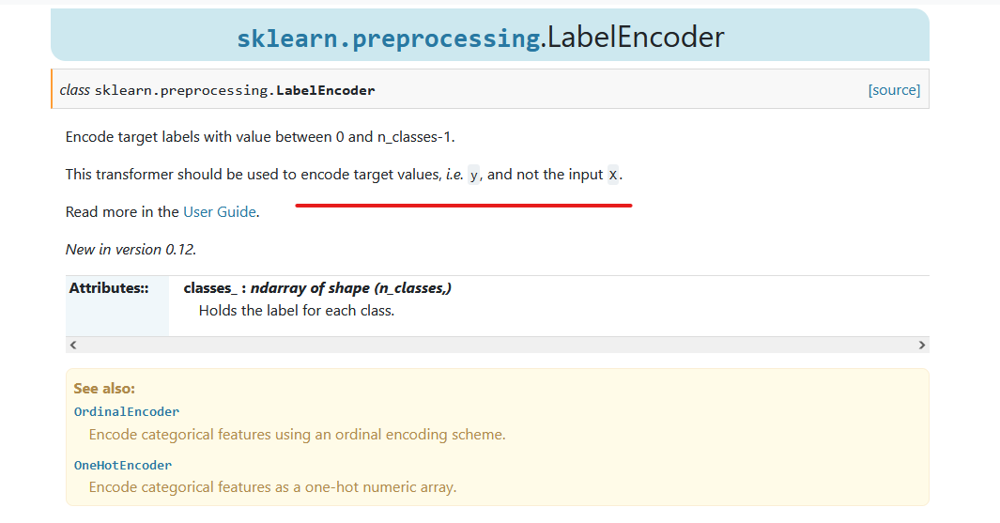 sklearn.preprocessing.LabelEncoder
class sklearn.preprocessing.LabelEncoder [source]
Encode target labels with value between 0 and n_classes-1.
This transformer should be used to encode target values, i.e. y, and not the input X.
Read more in the User Guide.
New in version 0.12.
Attributes:: classes_ : ndarray of shape (n_classes,)
Holds the label for each class.
See also:
OrdinalEncoder
Encode categorical features using an ordinal encoding scheme.
OneHotEncoder
Encode categorical features as a one-hot numeric array.